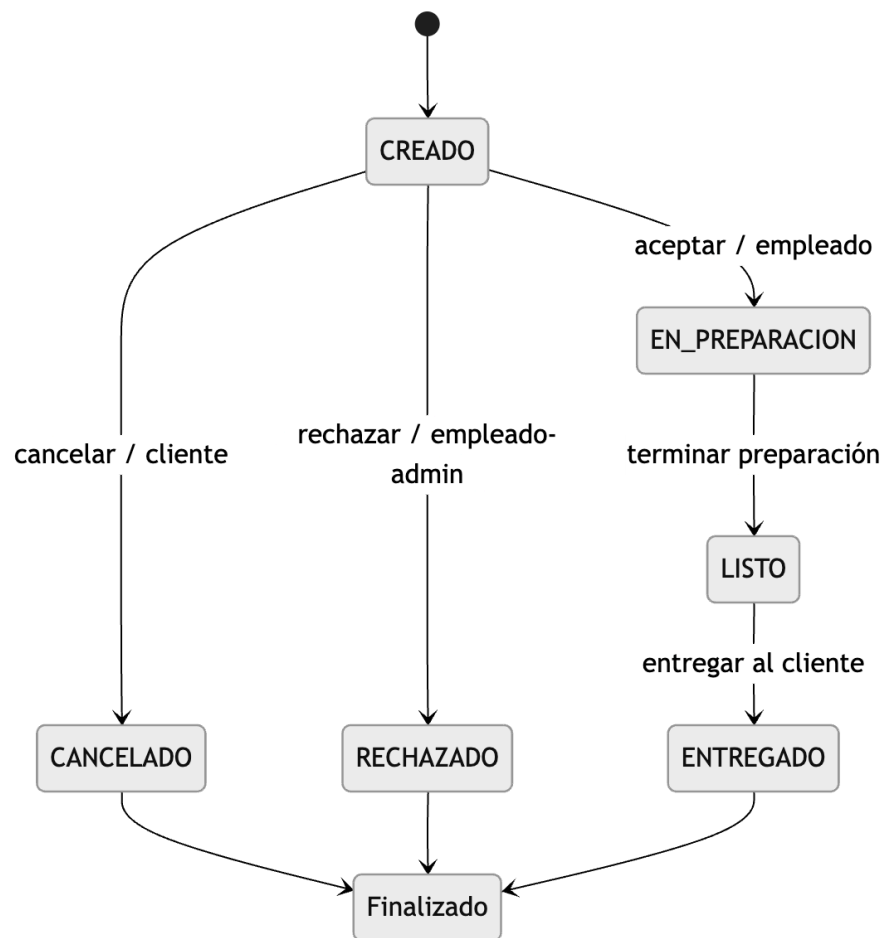 CREADO
aceptar / empleado
EN_PREPARACION
cancelar / cliente
rechazar / empleado-
admin
terminar preparación
LISTO
entregar al cliente
CANCELADO
RECHAZADO
ENTREGADO
Finalizado